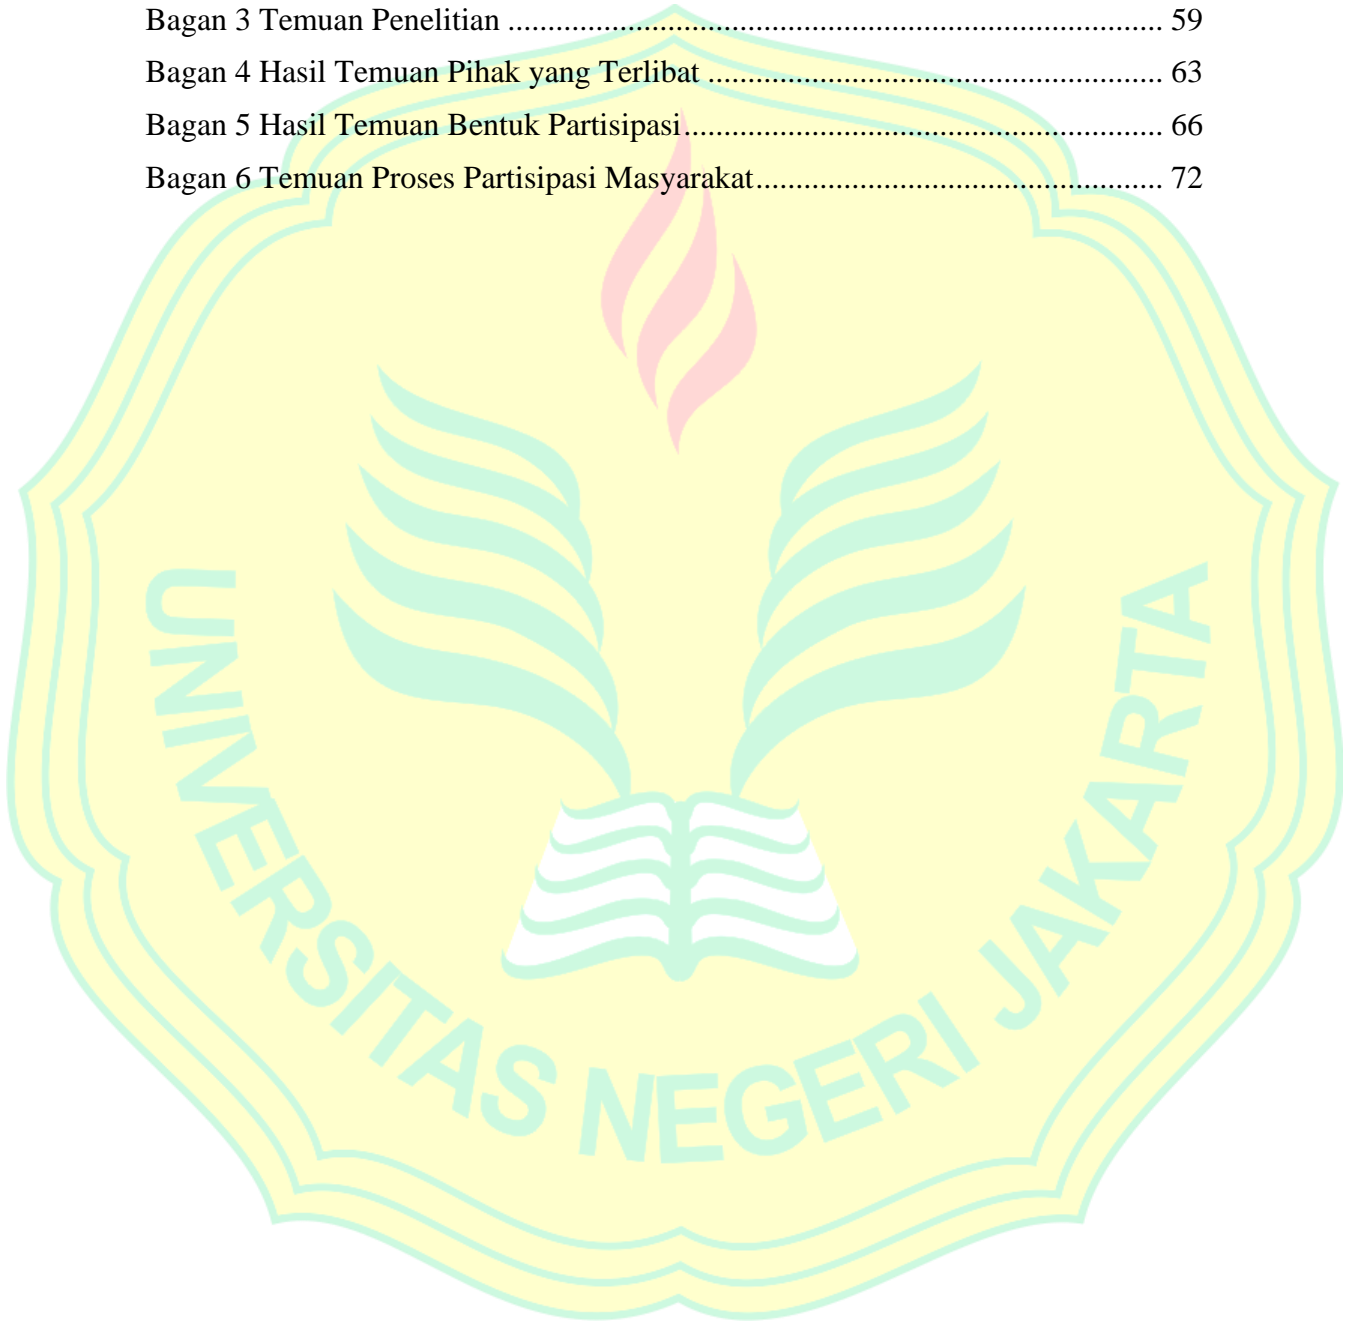 Bagan 3 Temuan Penelitian .......................................................................... 59
Bagan 4 Hasil Temuan Pihak yang Terlibat ................................................... 63
Bagan 5 Hasil Temuan Bentuk Partisipasi...................................................... 66
Bagan 6 Temuan Proses Partisipasi Masyarakat.............................................. 72
UNIVERSITAS NEGERI JAKARTA